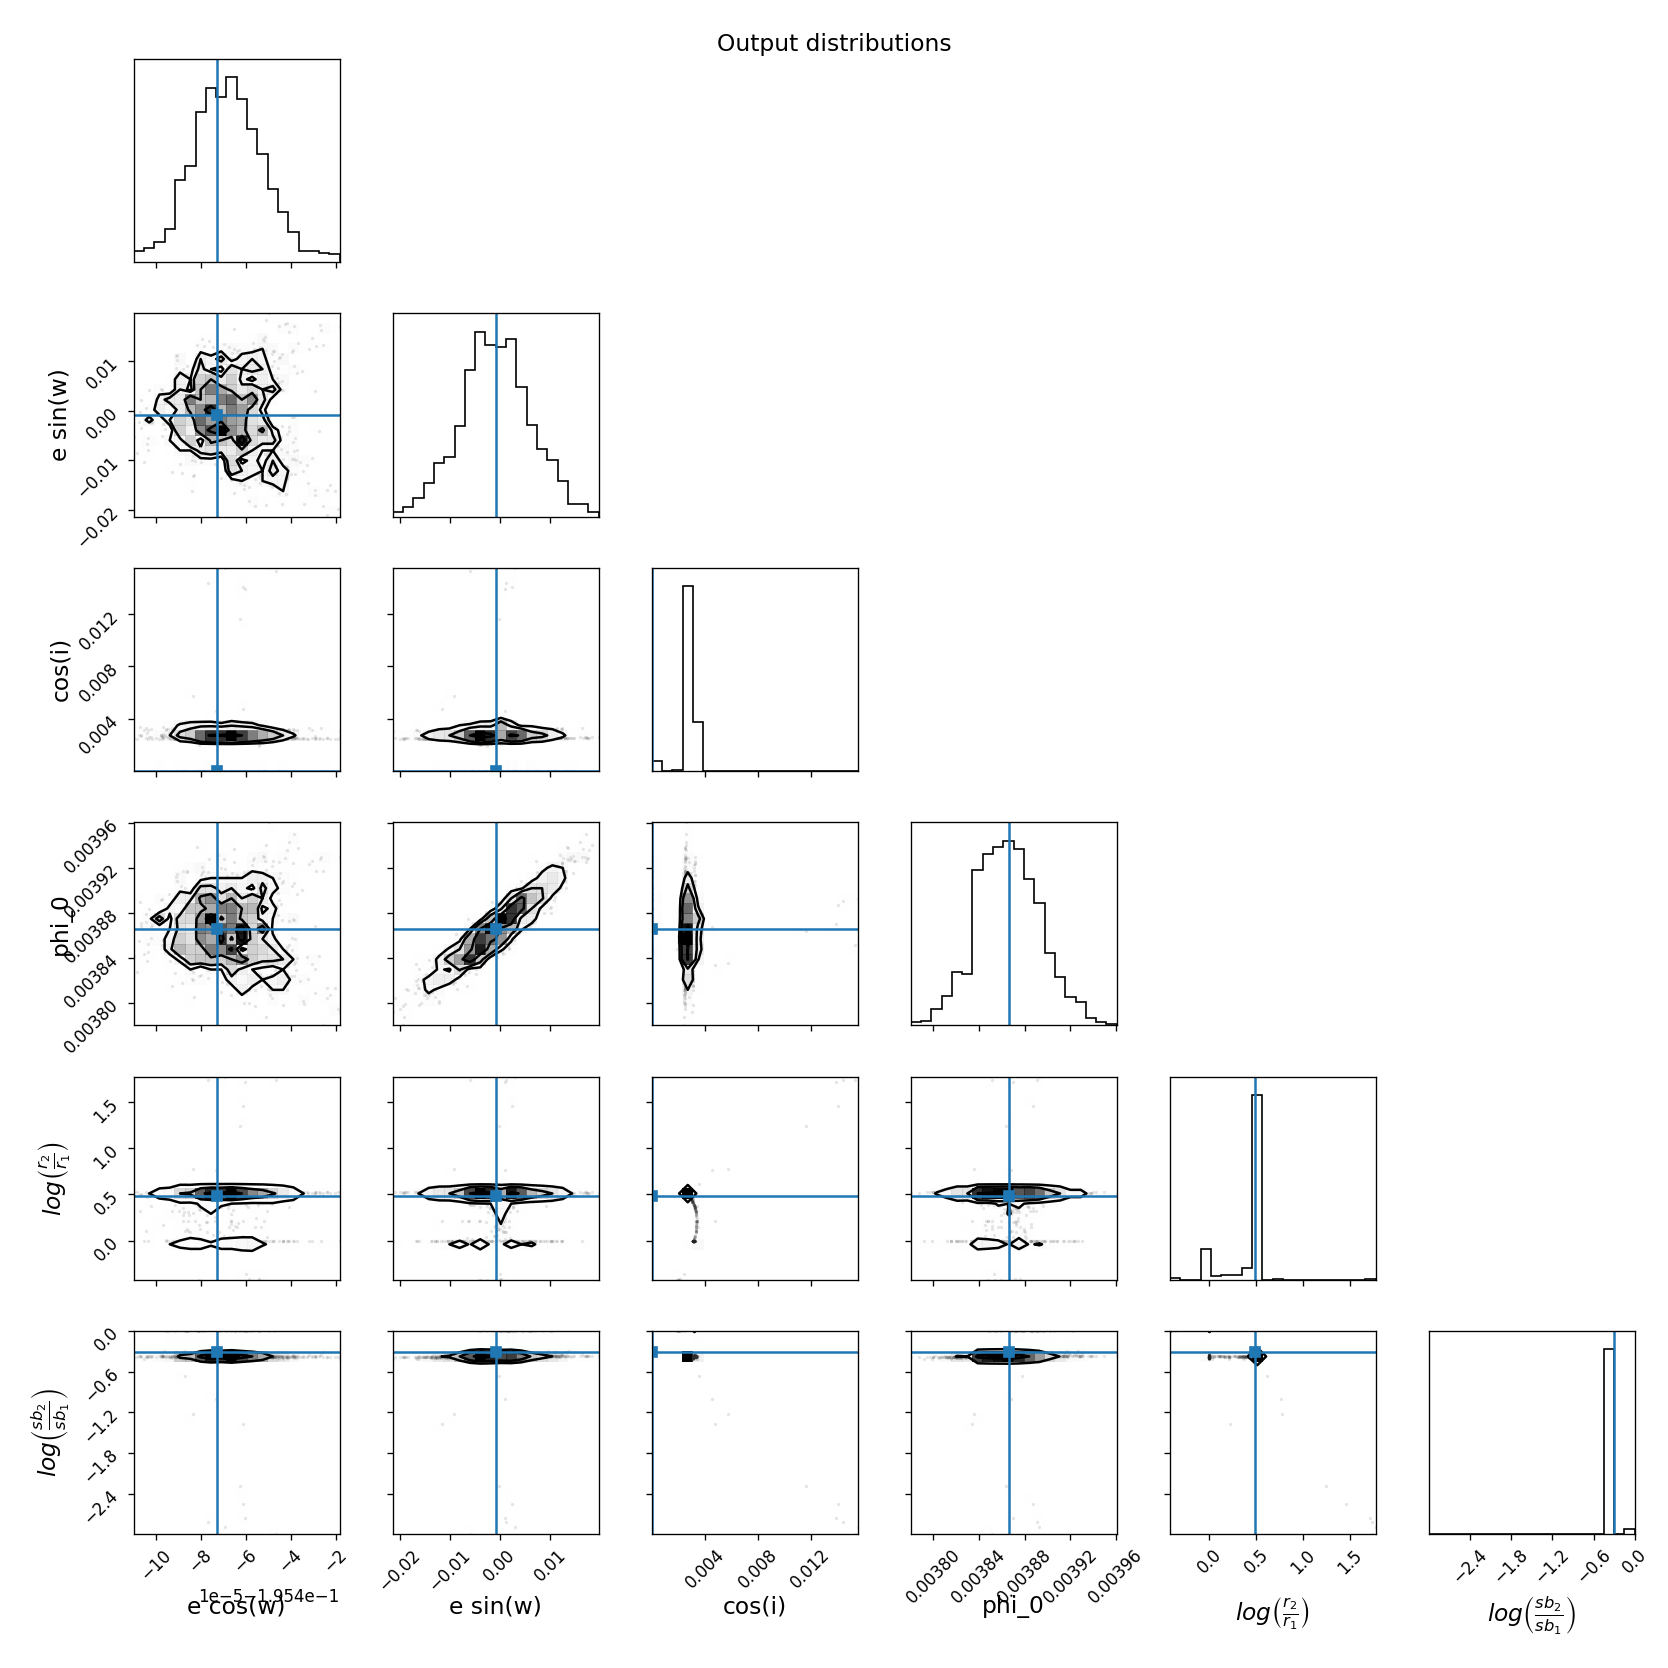 Output distributions
e sin(w)
0.01
0.00
−0.01
−0.02
cos(i)
0.012
0.008
0.004
phi_0
0.00396
0.00392
0.00388
0.00384
0.00380
log(r2/r1)
1.5
1.0
0.5
0.0
log(sb2/sb1)
0.0
−0.6
−1.2
−1.8
−2.4
−10 −8 −6 −4 −2
1e−5−1.954e−1
e cos(w)
−0.02 −0.01 0.00 0.01
e sin(w)
0.004 0.008 0.012
cos(i)
0.00380 0.00384 0.00388 0.00392 0.00396
phi_0
0.0 0.5 1.0 1.5
log(r2/r1)
−2.4 −1.8 −1.2 −0.6 0.0
log(sb2/sb1)